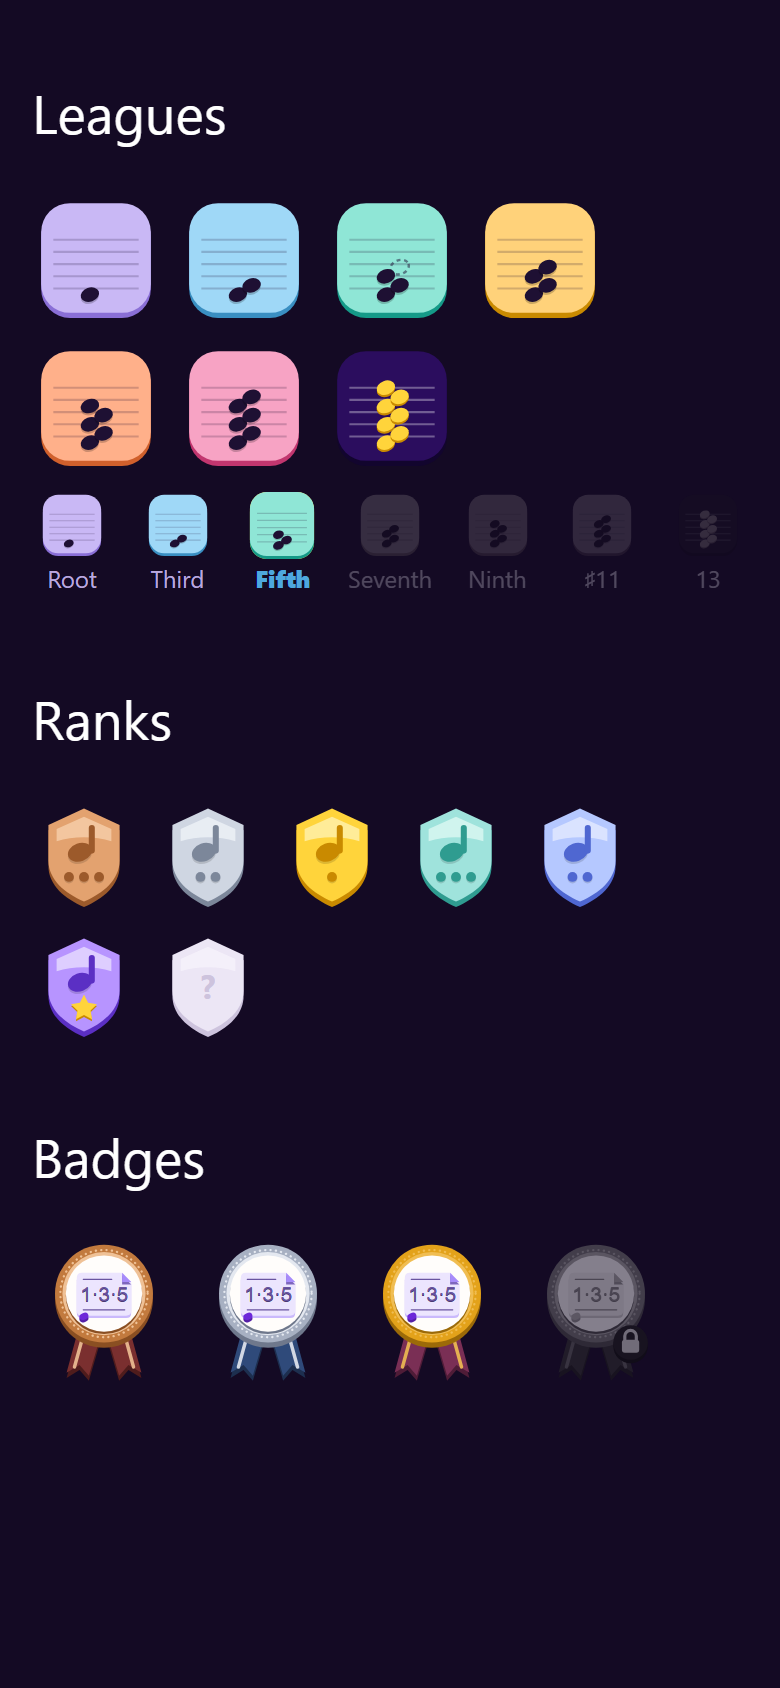 Leagues
Root Third Fifth Seventh Ninth ♯11 13
Ranks
?
Badges
1·3·5 1·3·5 1·3·5 1·3·5